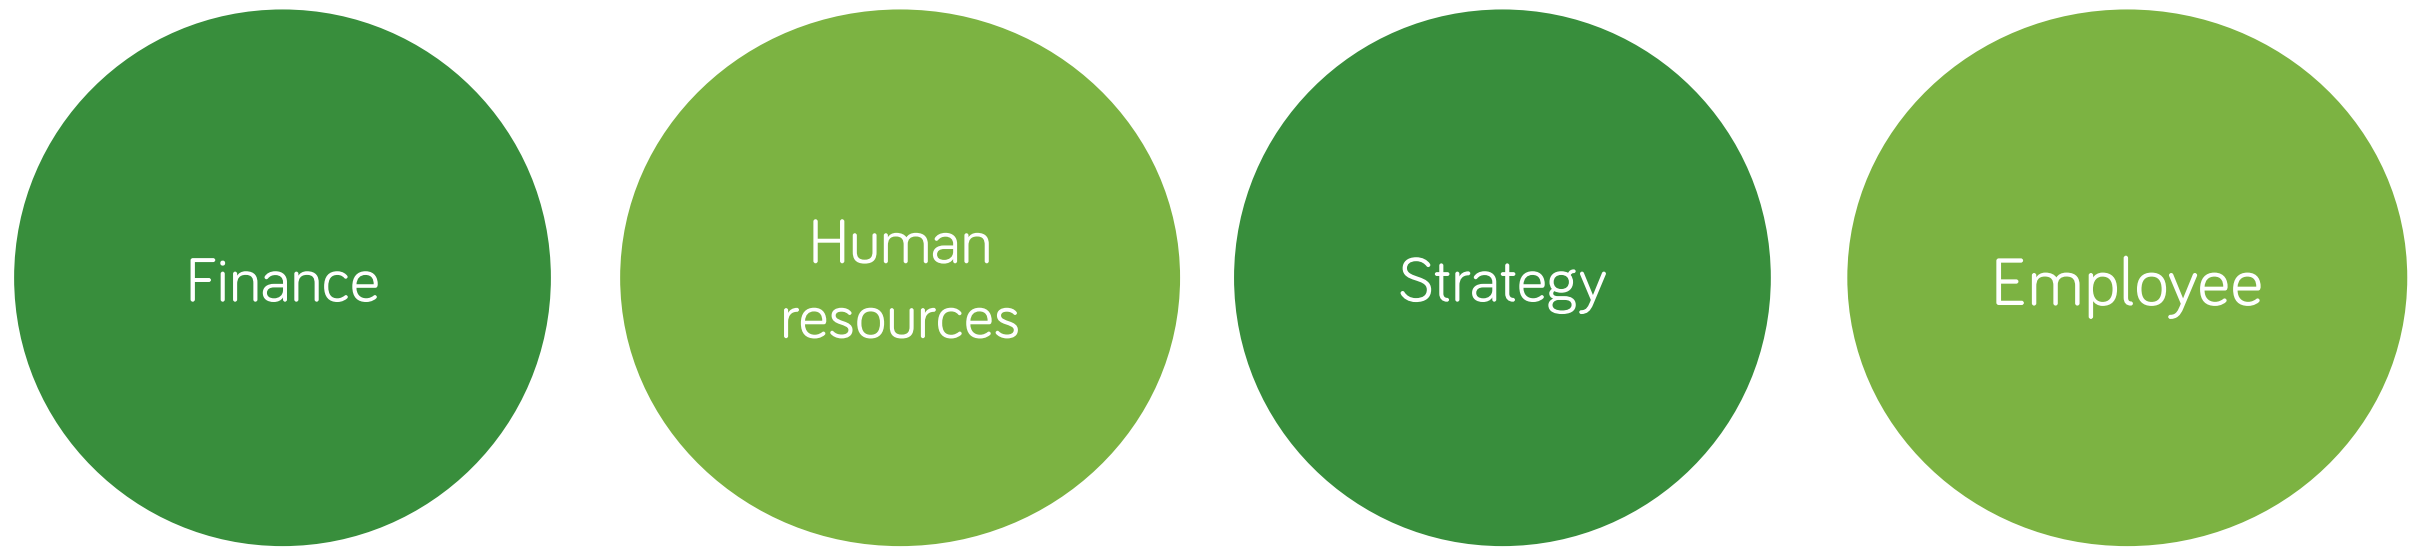 Finance
Human
resources
Strategy
Employee